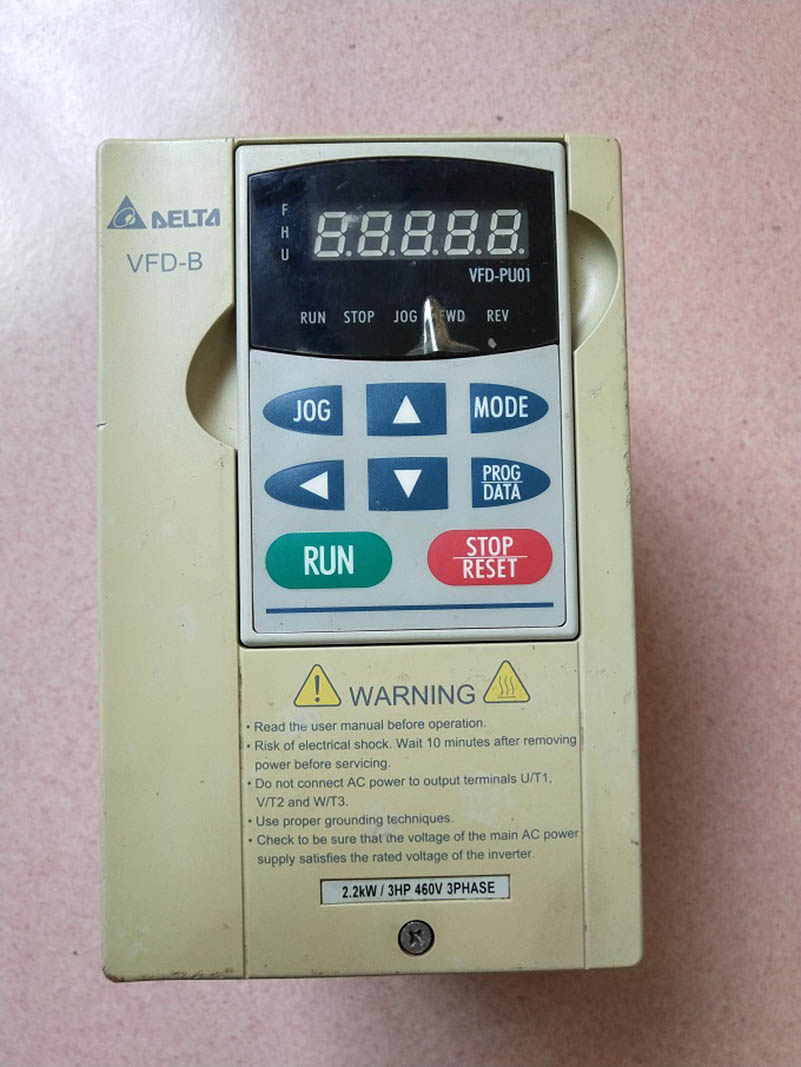 DELTA
VFD-B
F
H
U
8.8.8.8.8.
VFD-PU01
RUN STOP JOG FWD REV
JOG
MODE
PROG
DATA
RUN
STOP
RESET
WARNING
• Read the user manual before operation.
• Risk of electrical shock. Wait 10 minutes after removing
power before servicing.
• Do not connect AC power to output terminals U/T1,
V/T2 and W/T3.
• Use proper grounding techniques.
• Check to be sure that the voltage of the main AC power
supply satisfies the rated voltage of the inverter.
2.2kW / 3HP 460V 3PHASE